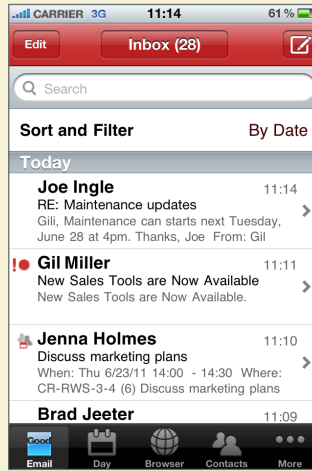 CARRIER 3G 11:14 61 %
Edit Inbox (28)
Search
Sort and Filter By Date
Today
Joe Ingle 11:14
RE: Maintenance updates
Gili, Maintenance can starts next Tuesday,
June 28 at 4pm. Thanks, Joe From: Gil
! Gil Miller 11:11
New Sales Tools are Now Available
New Sales Tools are Now Available.
Jenna Holmes 11:10
Discuss marketing plans
When: Thu 6/23/11 14:00 - 14:30 Where:
CR-RWS-3-4 (6) Discuss marketing plans
Brad Jeeter 11:09
Good
Email Day Browser Contacts More